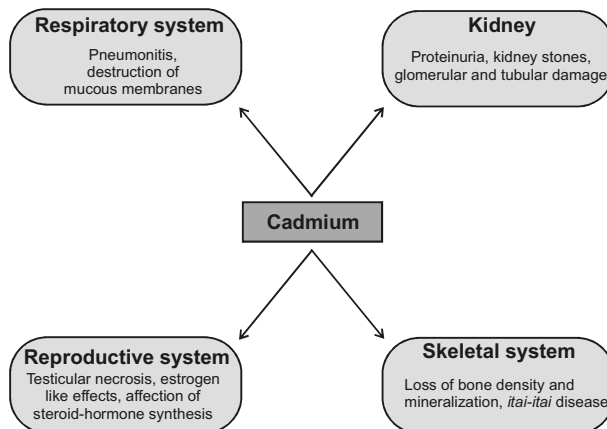 Respiratory system
Pneumonitis,
destruction of
mucous membranes
Kidney
Proteinuria, kidney stones,
glomerular and tubular damage
Cadmium
Reproductive system
Testicular necrosis, estrogen
like effects, affection of
steroid-hormone synthesis
Skeletal system
Loss of bone density and
mineralization, itai-itai disease